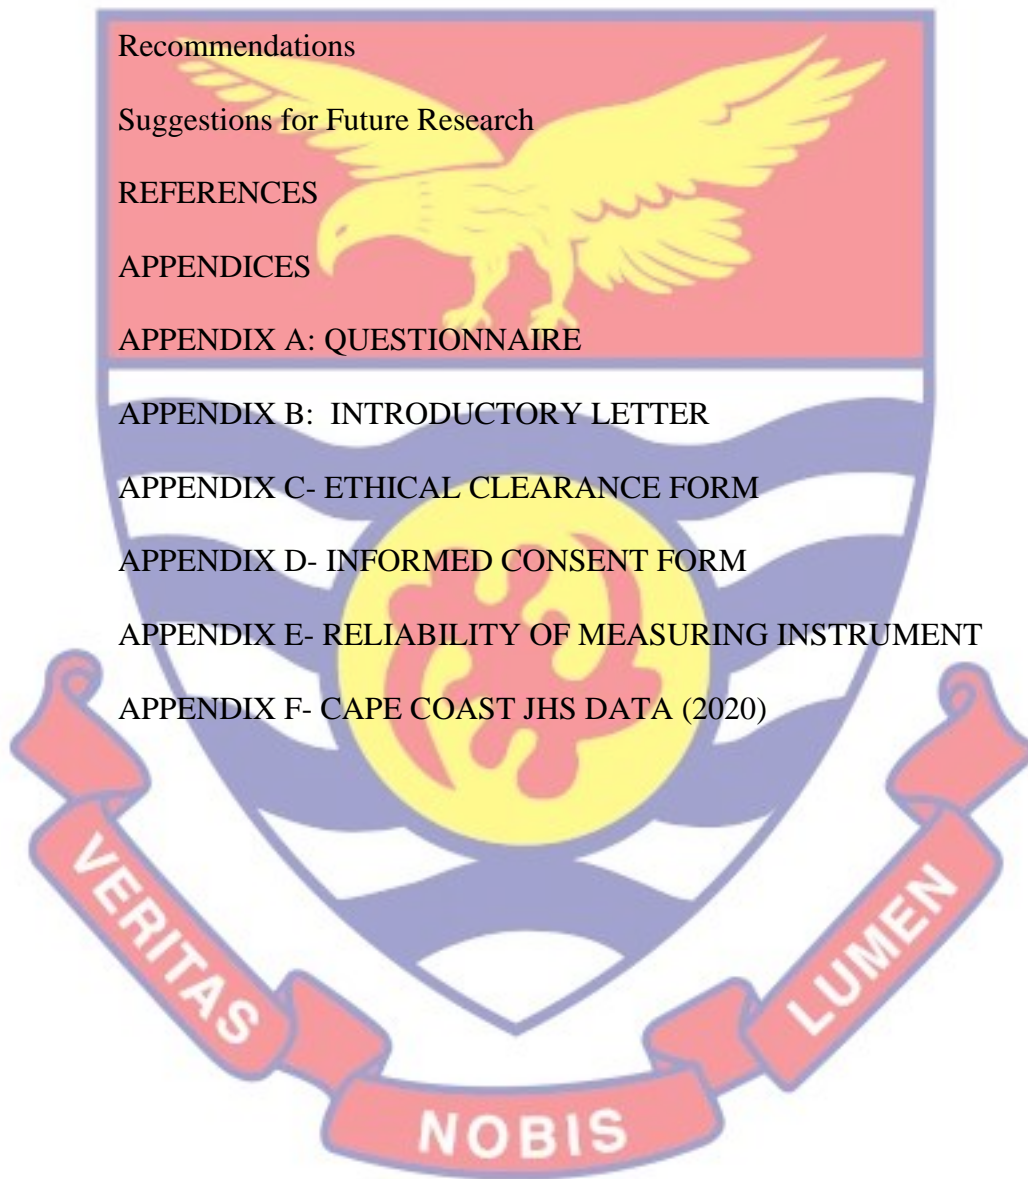 Recommendations
Suggestions for Future Research
REFERENCES
APPENDICES
APPENDIX A: QUESTIONNAIRE
APPENDIX B:  INTRODUCTORY LETTER
APPENDIX C- ETHICAL CLEARANCE FORM
APPENDIX D- INFORMED CONSENT FORM
APPENDIX E- RELIABILITY OF MEASURING INSTRUMENT
APPENDIX F- CAPE COAST JHS DATA (2020)
VERITAS
NOBIS
LUMEN